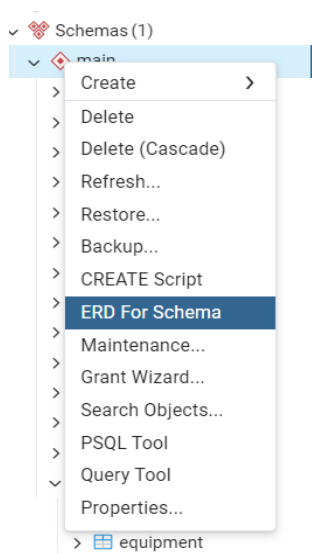 Schemas (1)
main
Create
Delete
Delete (Cascade)
Refresh...
Restore...
Backup...
CREATE Script
ERD For Schema
Maintenance...
Grant Wizard...
Search Objects...
PSQL Tool
Query Tool
Properties...
equipment